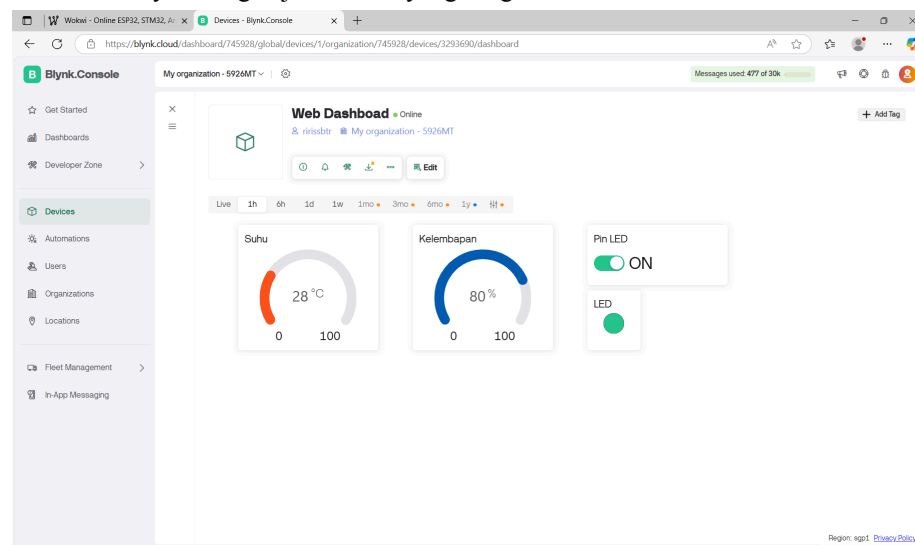 Wokwi - Online ESP32, STM32, Ar
Devices - Blynk.Console
https://blynk.cloud/dashboard/745928/global/devices/1/organization/745928/devices/3293690/dashboard
B Blynk.Console
My organization - 5926MT
Messages used: 477 of 30k
Get Started
Dashboards
Developer Zone
Devices
Automations
Users
Organizations
Locations
Fleet Management
In-App Messaging
Web Dashboad
Online
ririssbtr
My organization - 5926MT
Edit
+ Add Tag
Live 1h 6h 1d 1w 1mo 3mo 6mo 1y
Suhu
28 °C
0 100
Kelembapan
80 %
0 100
Pin LED
ON
LED
Region: sgp1 Privacy Policy